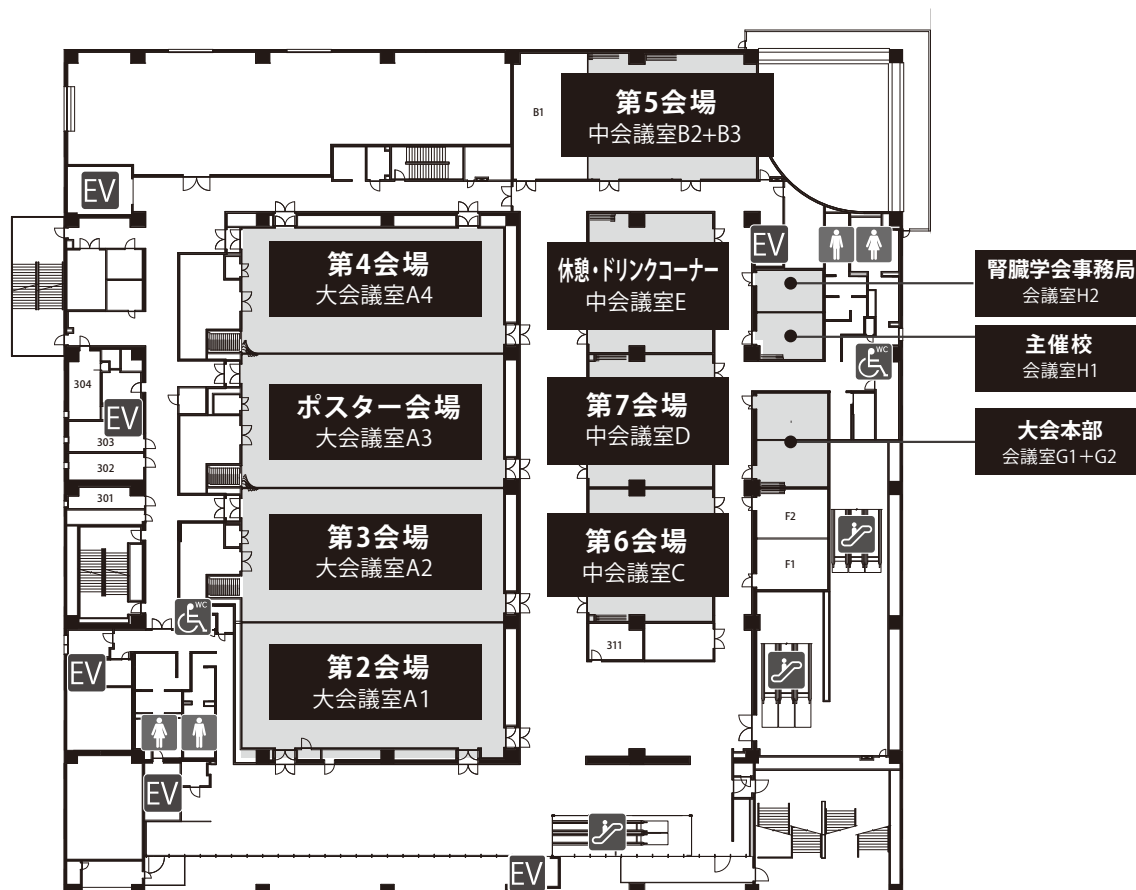 B1
第5会場
中会議室B2+B3
EV
第4会場
大会議室A4
休憩・ドリンクコーナー
中会議室E
EV
腎臓学会事務局
会議室H2
主催校
会議室H1
WC
304
EV
303
302
301
ポスター会場
大会議室A3
第7会場
中会議室D
大会本部
会議室G1+G2
第3会場
大会議室A2
第6会場
中会議室C
F2
F1
WC
EV
第2会場
大会議室A1
311
EV
EV